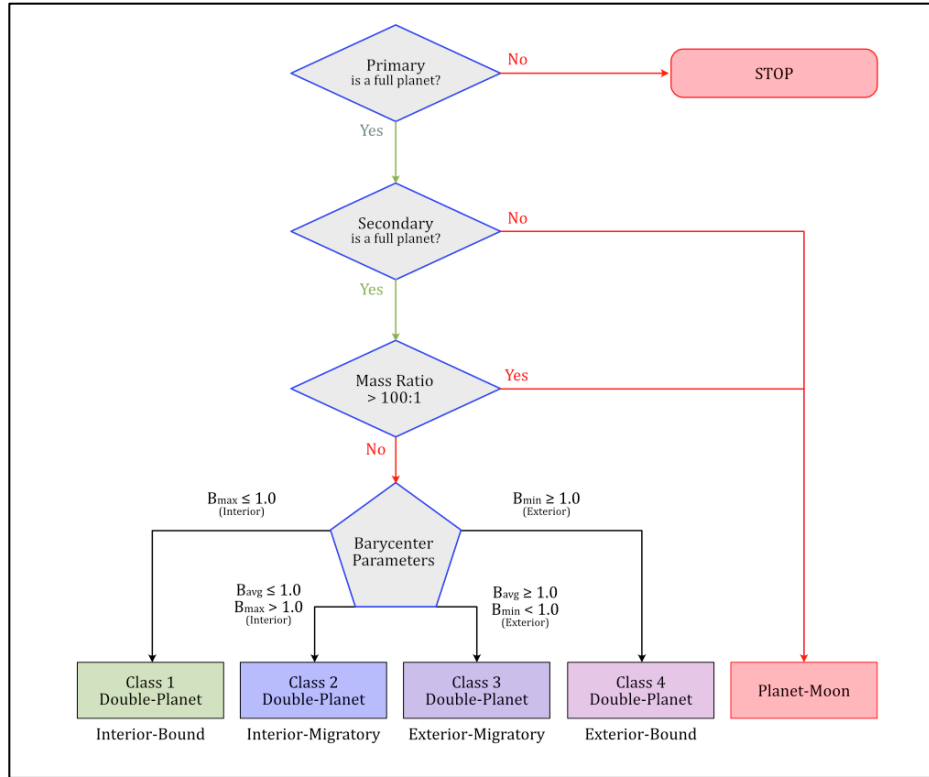 Primary
is a full planet?
No
STOP
Yes
Secondary
is a full planet?
No
Yes
Mass Ratio
> 100:1
Yes
No
Bmax ≤ 1.0
(Interior)
Bmin ≥ 1.0
(Exterior)
Barycenter
Parameters
Bavg ≤ 1.0
Bmax > 1.0
(Interior)
Bavg ≥ 1.0
Bmin < 1.0
(Exterior)
Class 1
Double-Planet
Class 2
Double-Planet
Class 3
Double-Planet
Class 4
Double-Planet
Planet-Moon
Interior-Bound
Interior-Migratory
Exterior-Migratory
Exterior-Bound